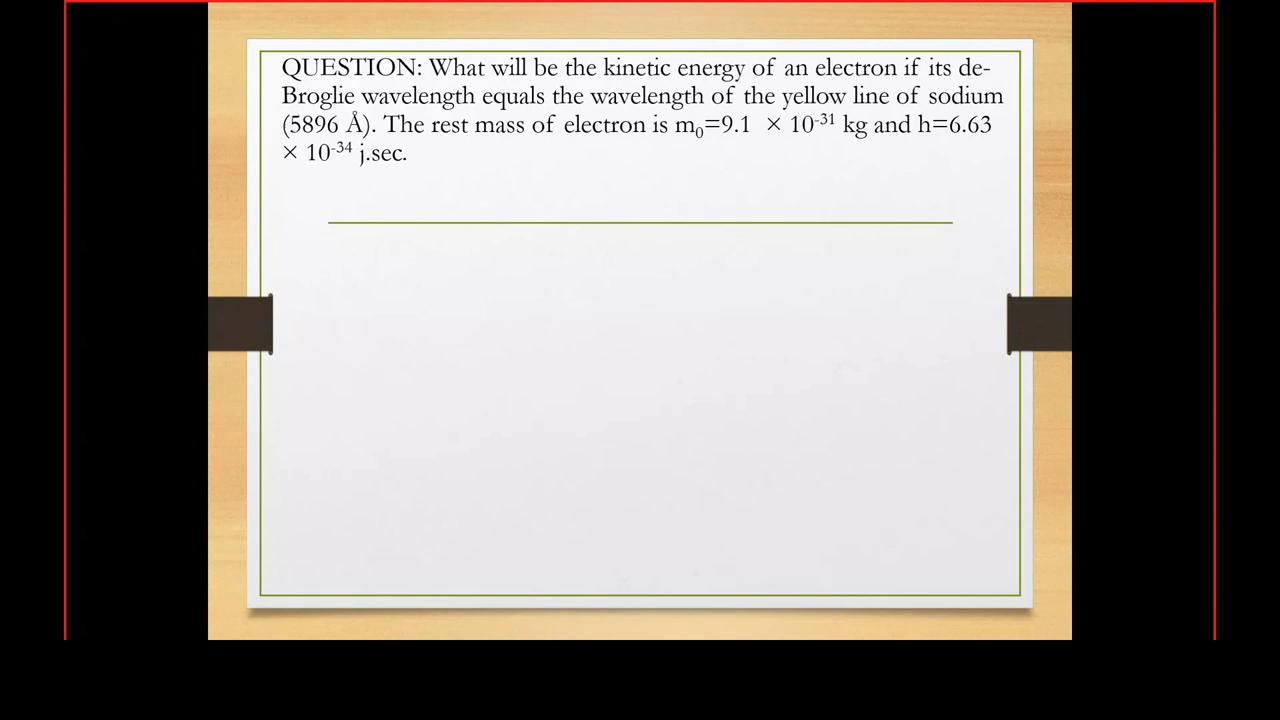 QUESTION: What will be the kinetic energy of an electron if its de-
Broglie wavelength equals the wavelength of the yellow line of sodium
(5896 Å). The rest mass of electron is m₀=9.1 × 10⁻³¹ kg and h=6.63
× 10⁻³⁴ j.sec.